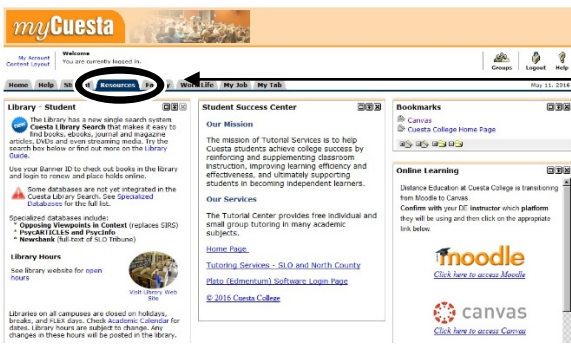 myCuesta
My Account
Content Layout
Welcome
You are currently logged in.
Groups
Logout
Help
Home
Help
Resources
Life
My Job
My Tab
May 11, 2016
Library - Student
new
The Library has a new single search system
Cuesta Library Search that makes it easy to
find books, ebooks, journal and magazine
articles, DVDs and even streaming media. Try the
search box below or find out more on the Library
Guide.
Use your Banner ID to check out books in the library
and login to renew and place holds online.
Some databases are not yet integrated in the
Cuesta Library Search. See Specialized
Databases for the full list.
Specialized databases include:
* Opposing Viewpoints in Context (replaces SIRS)
* PsycARTICLES and PsycInfo
* Newsbank (full-text of SLO Tribune)
Library Hours
See library website for open
hours
Visit Library Web
Site
Libraries on all campuses are closed on holidays,
breaks, and FLEX days. Check Academic Calendar for
dates. Library hours are subject to change. Any
changes in these hours will be posted in the library.
Student Success Center
Our Mission
The mission of Tutorial Services is to help
Cuesta students achieve college success by
reinforcing and supplementing classroom
instruction, improving learning efficiency and
effectiveness, and ultimately supporting
students in becoming independent learners.
Our Services
The Tutorial Center provides free individual and
small group tutoring in many academic
subjects.
Home Page
Tutoring Services - SLO and North County
Plato (Edmentum) Software Login Page
© 2016 Cuesta College
Bookmarks
Canvas
Cuesta College Home Page
Online Learning
Distance Education at Cuesta College is transitioning
from Moodle to Canvas.
Confirm with your DE instructor which platform
they will be using and then click on the appropriate
link below.
moodle
Click here to access Moodle
canvas
Click here to access Canvas